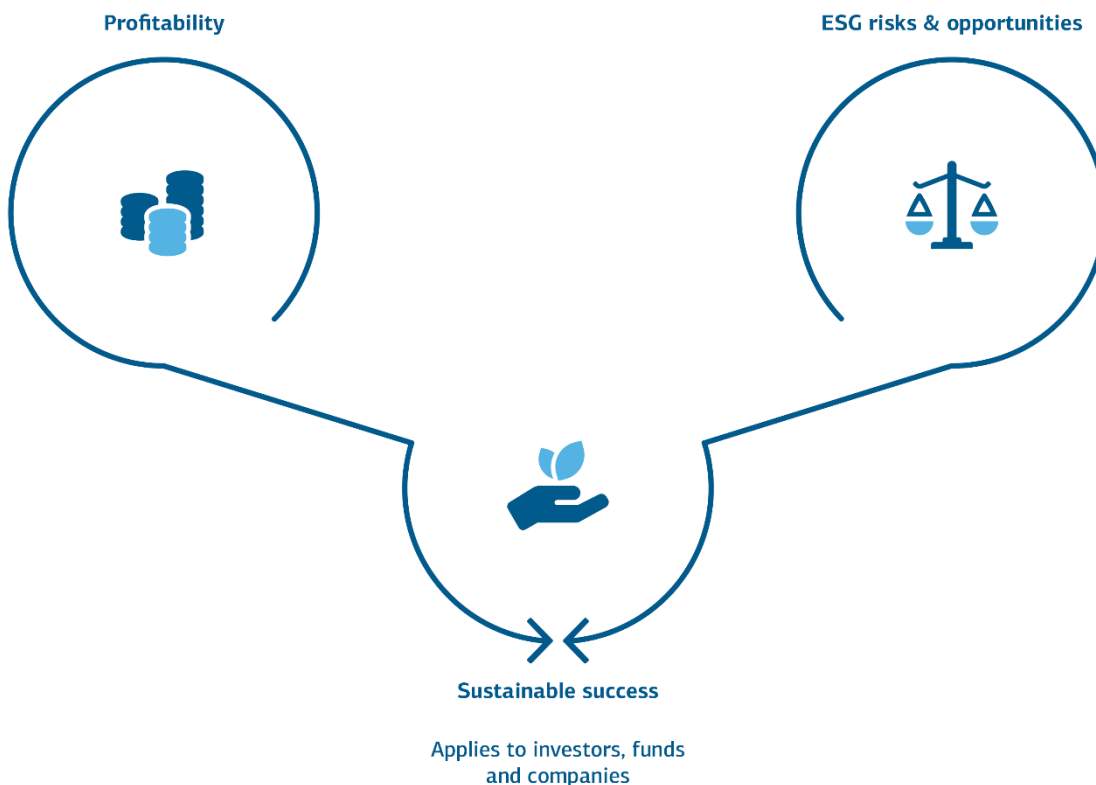 Profitability
ESG risks & opportunities
Sustainable success
Applies to investors, funds
and companies